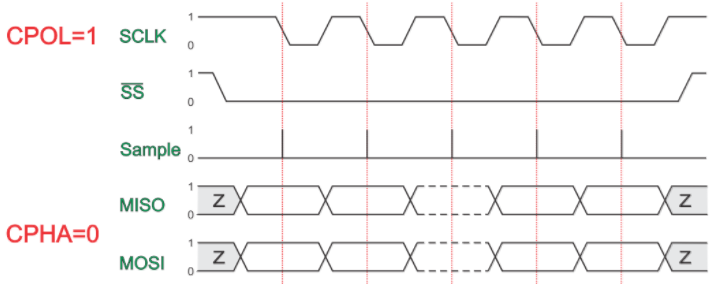 CPOL=1 SCLK 1
0
SS 1
0
Sample 1
0
MISO 1 Z Z
0
CPHA=0
MOSI 1 Z Z
0